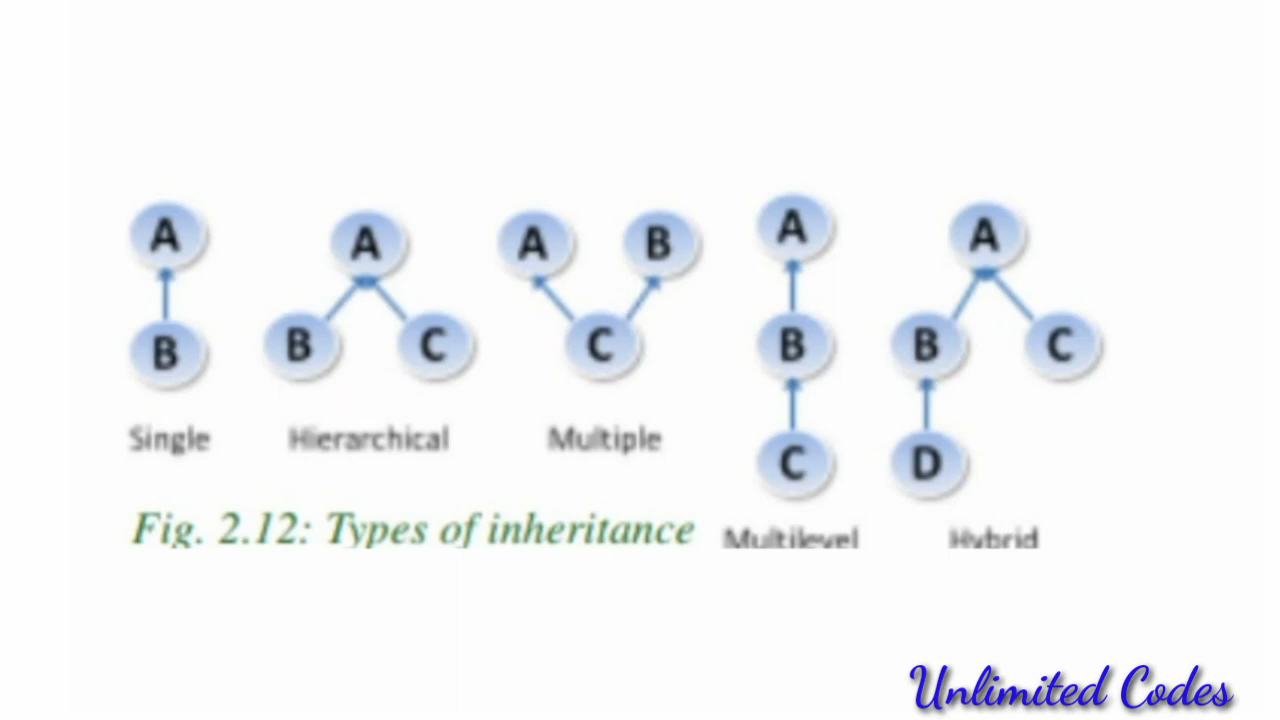 A A A B A A
B B C C B B C
Single Hierarchical Multiple C D
Fig. 2.12: Types of inheritance Multilevel Hybrid
Unlimited Codes